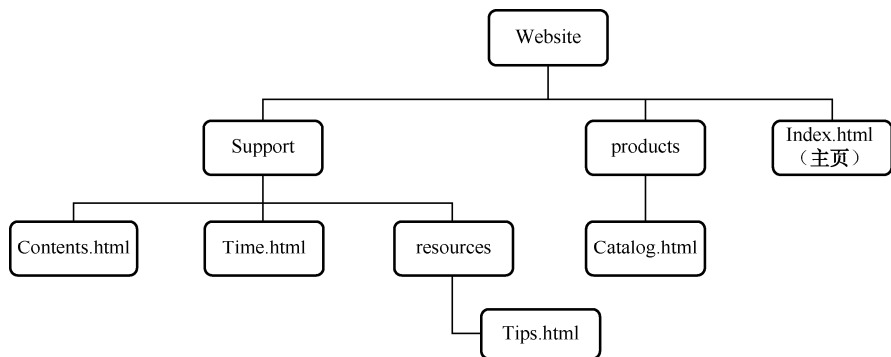 Website
Support
products
Index.html
（主页）
Contents.html
Time.html
resources
Catalog.html
Tips.html